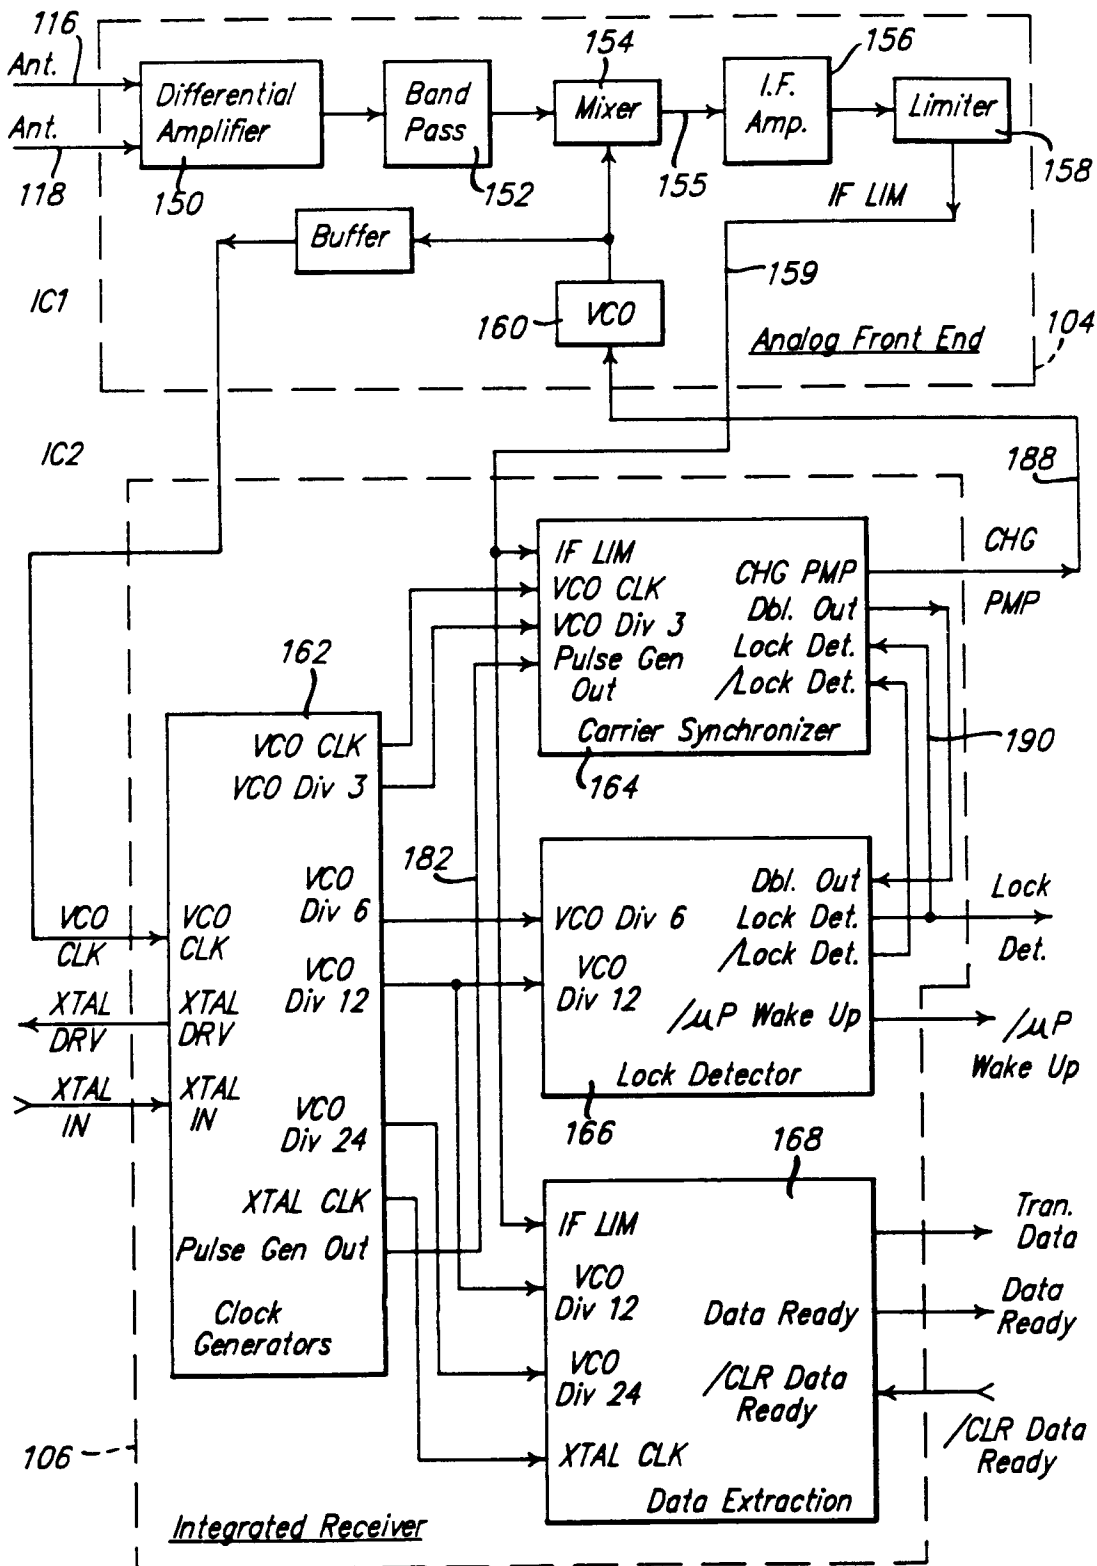 116
Ant.
Ant.
118
Differential
Amplifier
150
Band
Pass
152
154
Mixer
155
156
I.F.
Amp.
Limiter
158
IF LIM
Buffer
159
IC1
160
VCO
Analog Front End
104
IC2
188
IF LIM
VCO CLK
VCO Div 3
Pulse Gen
Out
CHG PMP
Dbl. Out
Lock Det.
/Lock Det.
Carrier Synchronizer
164
CHG
PMP
190
162
VCO CLK
VCO Div 3
VCO
Div 6
VCO
Div 12
VCO
Div 24
XTAL CLK
Pulse Gen Out
VCO
CLK
XTAL
DRV
XTAL
IN
Clock
Generators
VCO
CLK
XTAL
DRV
XTAL
IN
182
VCO Div 6
VCO
Div 12
Dbl. Out
Lock Det.
/Lock Det.
/μP Wake Up
Lock Detector
166
Lock
Det.
/μP
Wake Up
168
IF LIM
VCO
Div 12
VCO
Div 24
XTAL CLK
Data Ready
/CLR Data
Ready
Data Extraction
Tran.
Data
Data
Ready
/CLR Data
Ready
106
Integrated Receiver